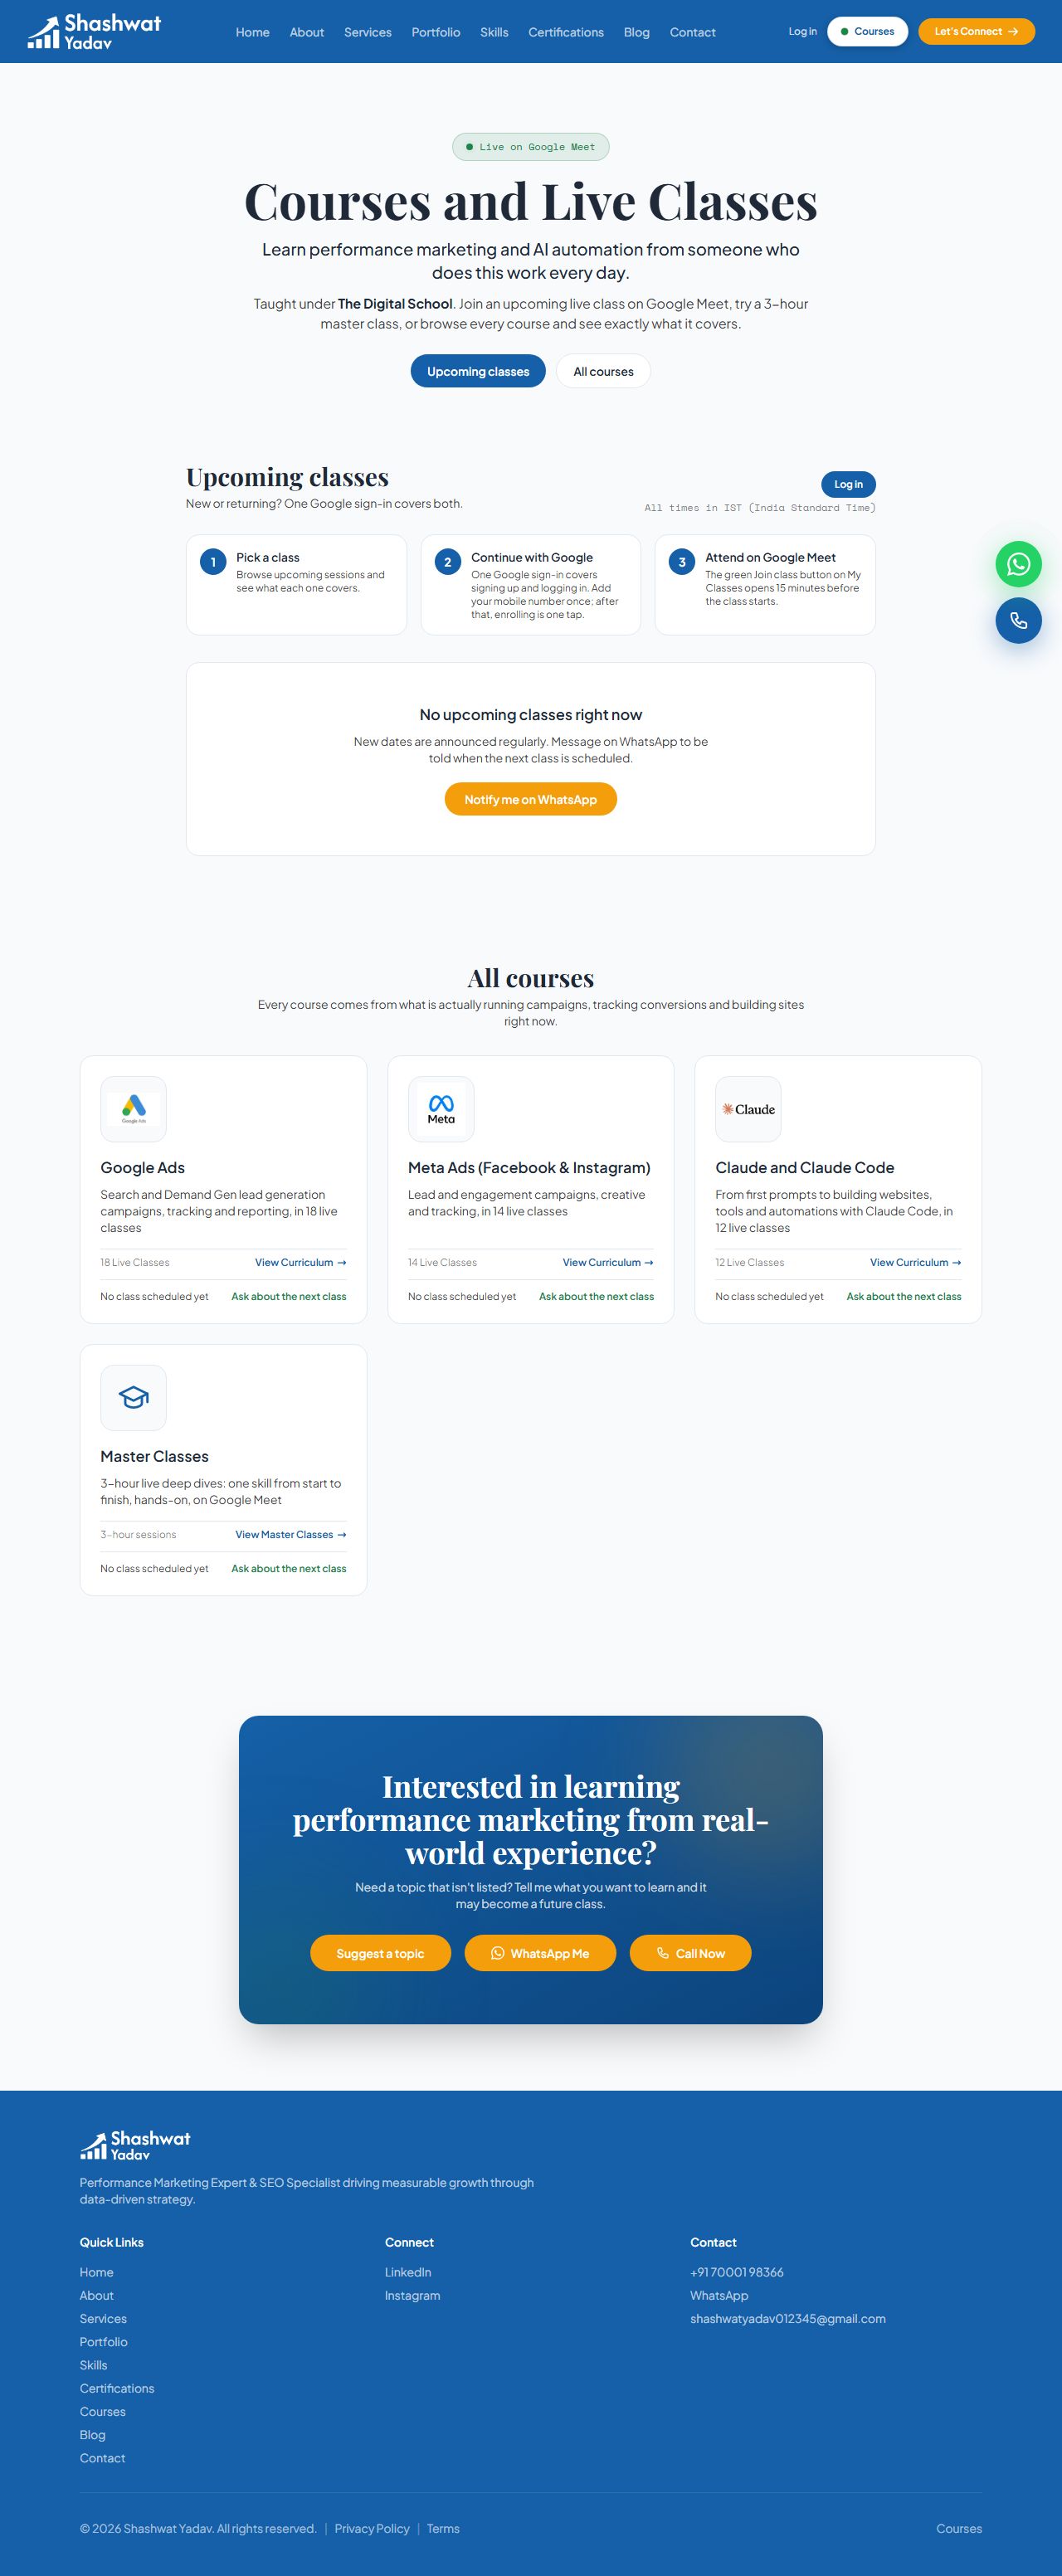 Shashwat
Yadav
Home About Services Portfolio Skills Certifications Blog Contact
Log in
Courses
Let's Connect →
Live on Google Meet
Courses and Live Classes
Learn performance marketing and AI automation from someone who
does this work every day.
Taught under The Digital School. Join an upcoming live class on Google Meet, try a 3-hour
master class, or browse every course and see exactly what it covers.
Upcoming classes
All courses
Upcoming classes
New or returning? One Google sign-in covers both.
Log in
All times in IST (India Standard Time)
1
Pick a class
Browse upcoming sessions and
see what each one covers.
2
Continue with Google
One Google sign-in covers
signing up and logging in. Add
your mobile number once; after
that, enrolling is one tap.
3
Attend on Google Meet
The green Join class button on My
Classes opens 15 minutes before
the class starts.
No upcoming classes right now
New dates are announced regularly. Message on WhatsApp to be
told when the next class is scheduled.
Notify me on WhatsApp
All courses
Every course comes from what is actually running campaigns, tracking conversions and building sites
right now.
Google Ads
Google Ads
Search and Demand Gen lead generation
campaigns, tracking and reporting, in 18 live
classes
18 Live Classes
View Curriculum →
No class scheduled yet
Ask about the next class
Meta
Meta Ads (Facebook & Instagram)
Lead and engagement campaigns, creative
and tracking, in 14 live classes
14 Live Classes
View Curriculum →
No class scheduled yet
Ask about the next class
Claude
Claude and Claude Code
From first prompts to building websites,
tools and automations with Claude Code, in
12 live classes
12 Live Classes
View Curriculum →
No class scheduled yet
Ask about the next class
Master Classes
3-hour live deep dives: one skill from start to
finish, hands-on, on Google Meet
3-hour sessions
View Master Classes →
No class scheduled yet
Ask about the next class
Interested in learning
performance marketing from real-
world experience?
Need a topic that isn't listed? Tell me what you want to learn and it
may become a future class.
Suggest a topic
WhatsApp Me
Call Now
Shashwat
Yadav
Performance Marketing Expert & SEO Specialist driving measurable growth through
data-driven strategy.
Quick Links
Home
About
Services
Portfolio
Skills
Certifications
Courses
Blog
Contact
Connect
LinkedIn
Instagram
Contact
+91 70001 98366
WhatsApp
shashwatyadav012345@gmail.com
© 2026 Shashwat Yadav. All rights reserved. | Privacy Policy | Terms
Courses